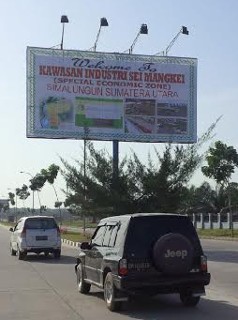 Welcome To
KAWASAN INDUSTRI SEI MANGKEI
(SPECIAL ECONOMIC ZONE)
SIMALUNGUN SUMATERA UTARA
Jeep